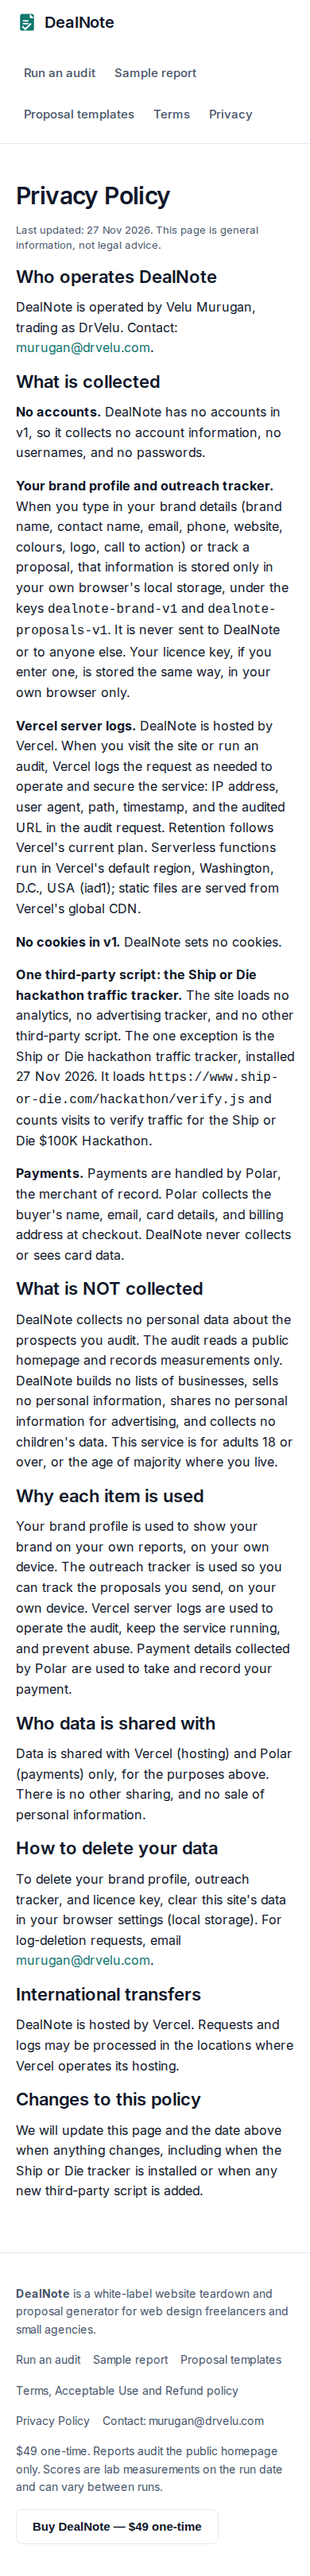 DealNote
Run an audit Sample report
Proposal templates Terms Privacy
Privacy Policy
Last updated: 27 Nov 2026. This page is general
information, not legal advice.
Who operates DealNote
DealNote is operated by Velu Murugan,
trading as DrVelu. Contact:
murugan@drvelu.com.
What is collected
No accounts. DealNote has no accounts in
v1, so it collects no account information, no
usernames, and no passwords.
Your brand profile and outreach tracker.
When you type in your brand details (brand
name, contact name, email, phone, website,
colours, logo, call to action) or track a
proposal, that information is stored only in
your own browser's local storage, under the
keys dealnote-brand-v1 and dealnote-
proposals-v1. It is never sent to DealNote
or to anyone else. Your licence key, if you
enter one, is stored the same way, in your
own browser only.
Vercel server logs. DealNote is hosted by
Vercel. When you visit the site or run an
audit, Vercel logs the request as needed to
operate and secure the service: IP address,
user agent, path, timestamp, and the audited
URL in the audit request. Retention follows
Vercel's current plan. Serverless functions
run in Vercel's default region, Washington,
D.C., USA (iad1); static files are served from
Vercel's global CDN.
No cookies in v1. DealNote sets no cookies.
One third-party script: the Ship or Die
hackathon traffic tracker. The site loads no
analytics, no advertising tracker, and no other
third-party script. The one exception is the
Ship or Die hackathon traffic tracker, installed
27 Nov 2026. It loads https://www.ship-
or-die.com/hackathon/verify.js and
counts visits to verify traffic for the Ship or
Die $100K Hackathon.
Payments. Payments are handled by Polar,
the merchant of record. Polar collects the
buyer's name, email, card details, and billing
address at checkout. DealNote never collects
or sees card data.
What is NOT collected
DealNote collects no personal data about the
prospects you audit. The audit reads a public
homepage and records measurements only.
DealNote builds no lists of businesses, sells
no personal information, shares no personal
information for advertising, and collects no
children's data. This service is for adults 18 or
over, or the age of majority where you live.
Why each item is used
Your brand profile is used to show your
brand on your own reports, on your own
device. The outreach tracker is used so you
can track the proposals you send, on your
own device. Vercel server logs are used to
operate the audit, keep the service running,
and prevent abuse. Payment details collected
by Polar are used to take and record your
payment.
Who data is shared with
Data is shared with Vercel (hosting) and Polar
(payments) only, for the purposes above.
There is no other sharing, and no sale of
personal information.
How to delete your data
To delete your brand profile, outreach
tracker, and licence key, clear this site's data
in your browser settings (local storage). For
log-deletion requests, email
murugan@drvelu.com.
International transfers
DealNote is hosted by Vercel. Requests and
logs may be processed in the locations where
Vercel operates its hosting.
Changes to this policy
We will update this page and the date above
when anything changes, including when the
Ship or Die tracker is installed or when any
new third-party script is added.
DealNote is a white-label website teardown and
proposal generator for web design freelancers and
small agencies.
Run an audit Sample report Proposal templates
Terms, Acceptable Use and Refund policy
Privacy Policy Contact: murugan@drvelu.com
$49 one-time. Reports audit the public homepage
only. Scores are lab measurements on the run date
and can vary between runs.
Buy DealNote — $49 one-time